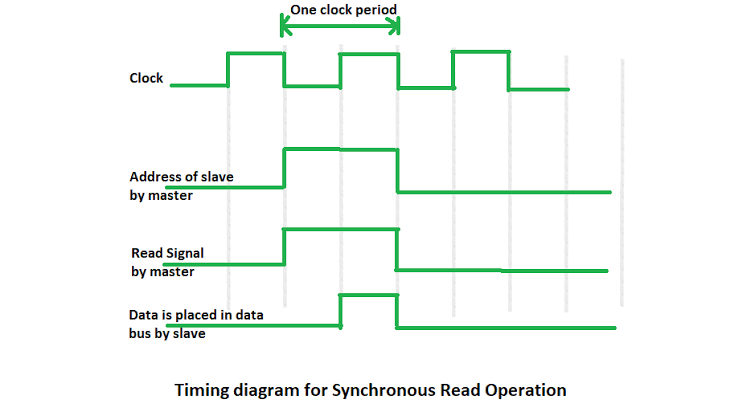 One clock period
Clock
Address of slave
by master
Read Signal
by master
Data is placed in data
bus by slave
Timing diagram for Synchronous Read Operation